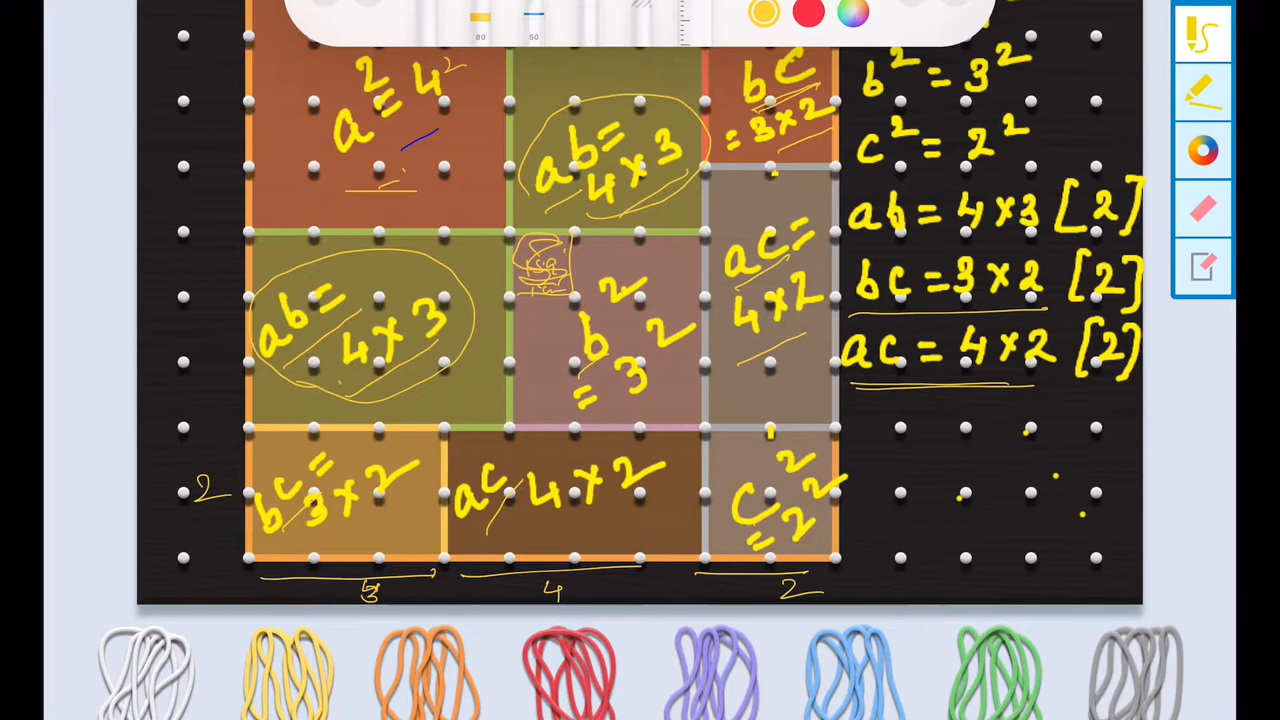 80
50
a² = 4²
ab =
4 × 3
bc
= 3 × 2
b² = 3²
c² = 2²
ab = 4 × 3 [2]
bc = 3 × 2 [2]
ac = 4 × 2 [2]
ab =
4 × 3
b²
= 3²
ac =
4 × 2
2
bc =
3 × 2
ac 4 × 2
c²
= 2²
3
4
2